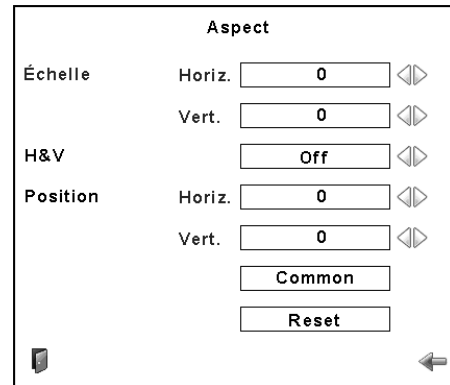 Aspect
Échelle Horiz. 0
Vert. 0
H&V Off
Position Horiz. 0
Vert. 0
Common
Reset